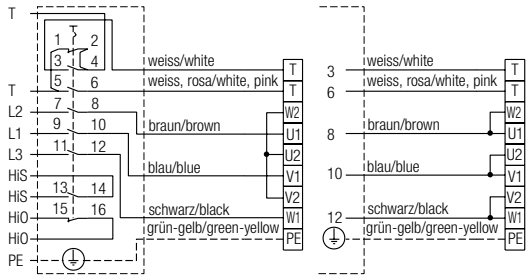 T
1 2
3 4
weiss/white T
T 5 6 weiss, rosa/white, pink T
L2 7 8 W2
L1 9 10 braun/brown U1
L3 11 12 U2
HiS blau/blue V1
HiS 13 14 V2
HiO 15 16 schwarz/black W1
HiO grün-gelb/green-yellow PE
PE
3 weiss/white T
6 weiss, rosa/white, pink T
W2
8 braun/brown U1
U2
10 blau/blue V1
V2
12 schwarz/black W1
grün-gelb/green-yellow PE